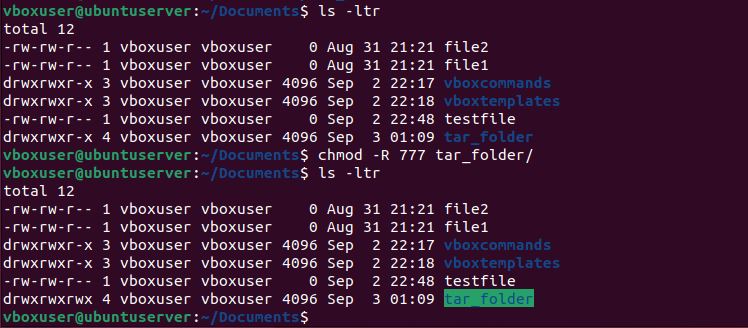 vboxuser@ubuntuserver:~/Documents$ ls -ltr
total 12
-rw-rw-r-- 1 vboxuser vboxuser    0 Aug 31 21:21 file2
-rw-rw-r-- 1 vboxuser vboxuser    0 Aug 31 21:21 file1
drwxrwxr-x 3 vboxuser vboxuser 4096 Sep  2 22:17 vboxcommands
drwxrwxr-x 3 vboxuser vboxuser 4096 Sep  2 22:18 vboxtemplates
-rw-rw-r-- 1 vboxuser vboxuser    0 Sep  2 22:48 testfile
drwxrwxr-x 4 vboxuser vboxuser 4096 Sep  3 01:09 tar_folder
vboxuser@ubuntuserver:~/Documents$ chmod -R 777 tar_folder/
vboxuser@ubuntuserver:~/Documents$ ls -ltr
total 12
-rw-rw-r-- 1 vboxuser vboxuser    0 Aug 31 21:21 file2
-rw-rw-r-- 1 vboxuser vboxuser    0 Aug 31 21:21 file1
drwxrwxr-x 3 vboxuser vboxuser 4096 Sep  2 22:17 vboxcommands
drwxrwxr-x 3 vboxuser vboxuser 4096 Sep  2 22:18 vboxtemplates
-rw-rw-r-- 1 vboxuser vboxuser    0 Sep  2 22:48 testfile
drwxrwxrwx 4 vboxuser vboxuser 4096 Sep  3 01:09 tar_folder
vboxuser@ubuntuserver:~/Documents$